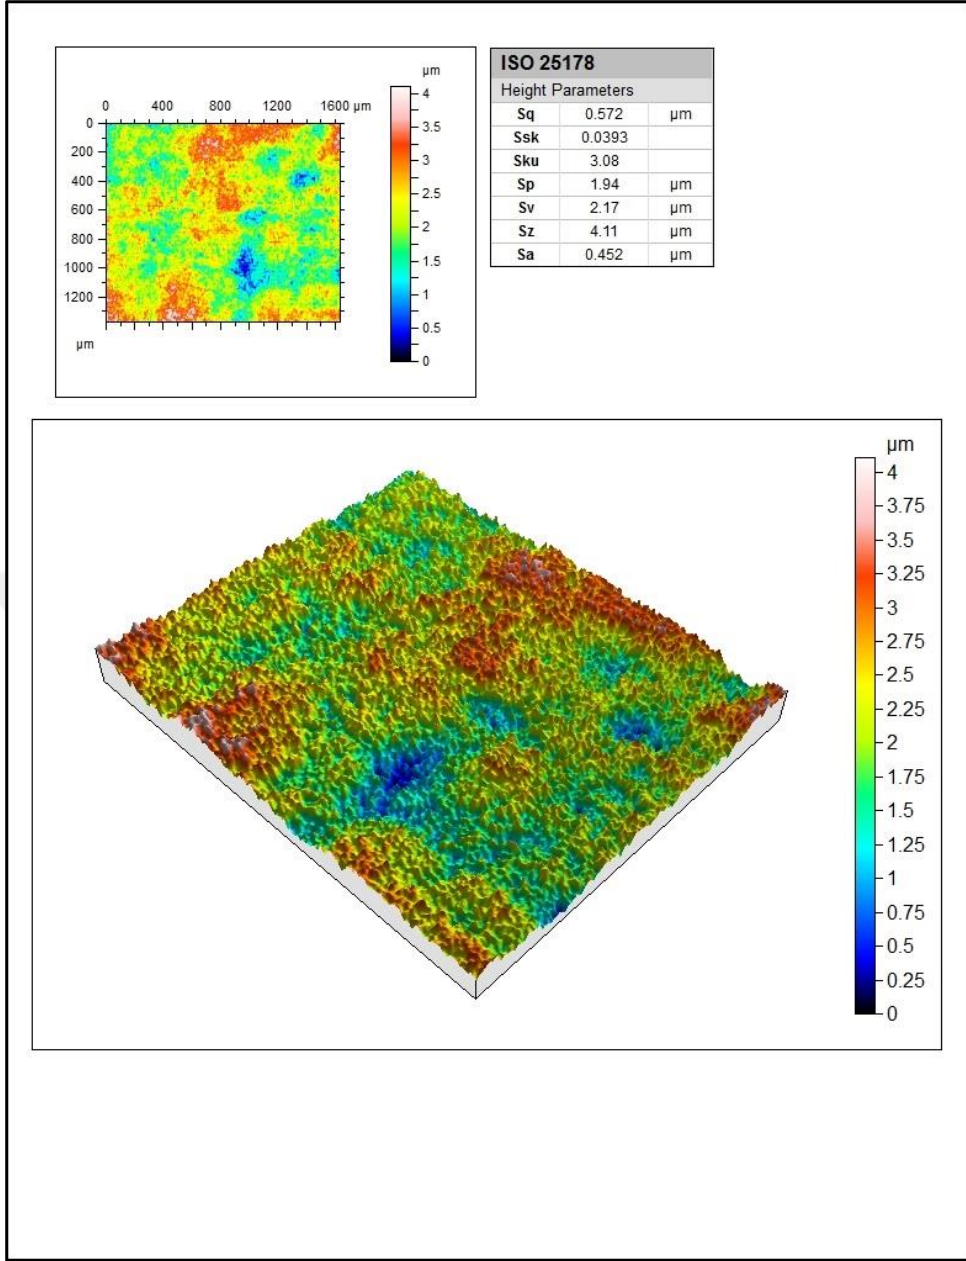 µm
0 400 800 1200 1600 µm
0
200
400
600
800
1000
1200
µm
4
3.5
3
2.5
2
1.5
1
0.5
0
ISO 25178
Height Parameters
Sq 0.572 µm
Ssk 0.0393
Sku 3.08
Sp 1.94 µm
Sv 2.17 µm
Sz 4.11 µm
Sa 0.452 µm
µm
4
3.75
3.5
3.25
3
2.75
2.5
2.25
2
1.75
1.5
1.25
1
0.75
0.5
0.25
0